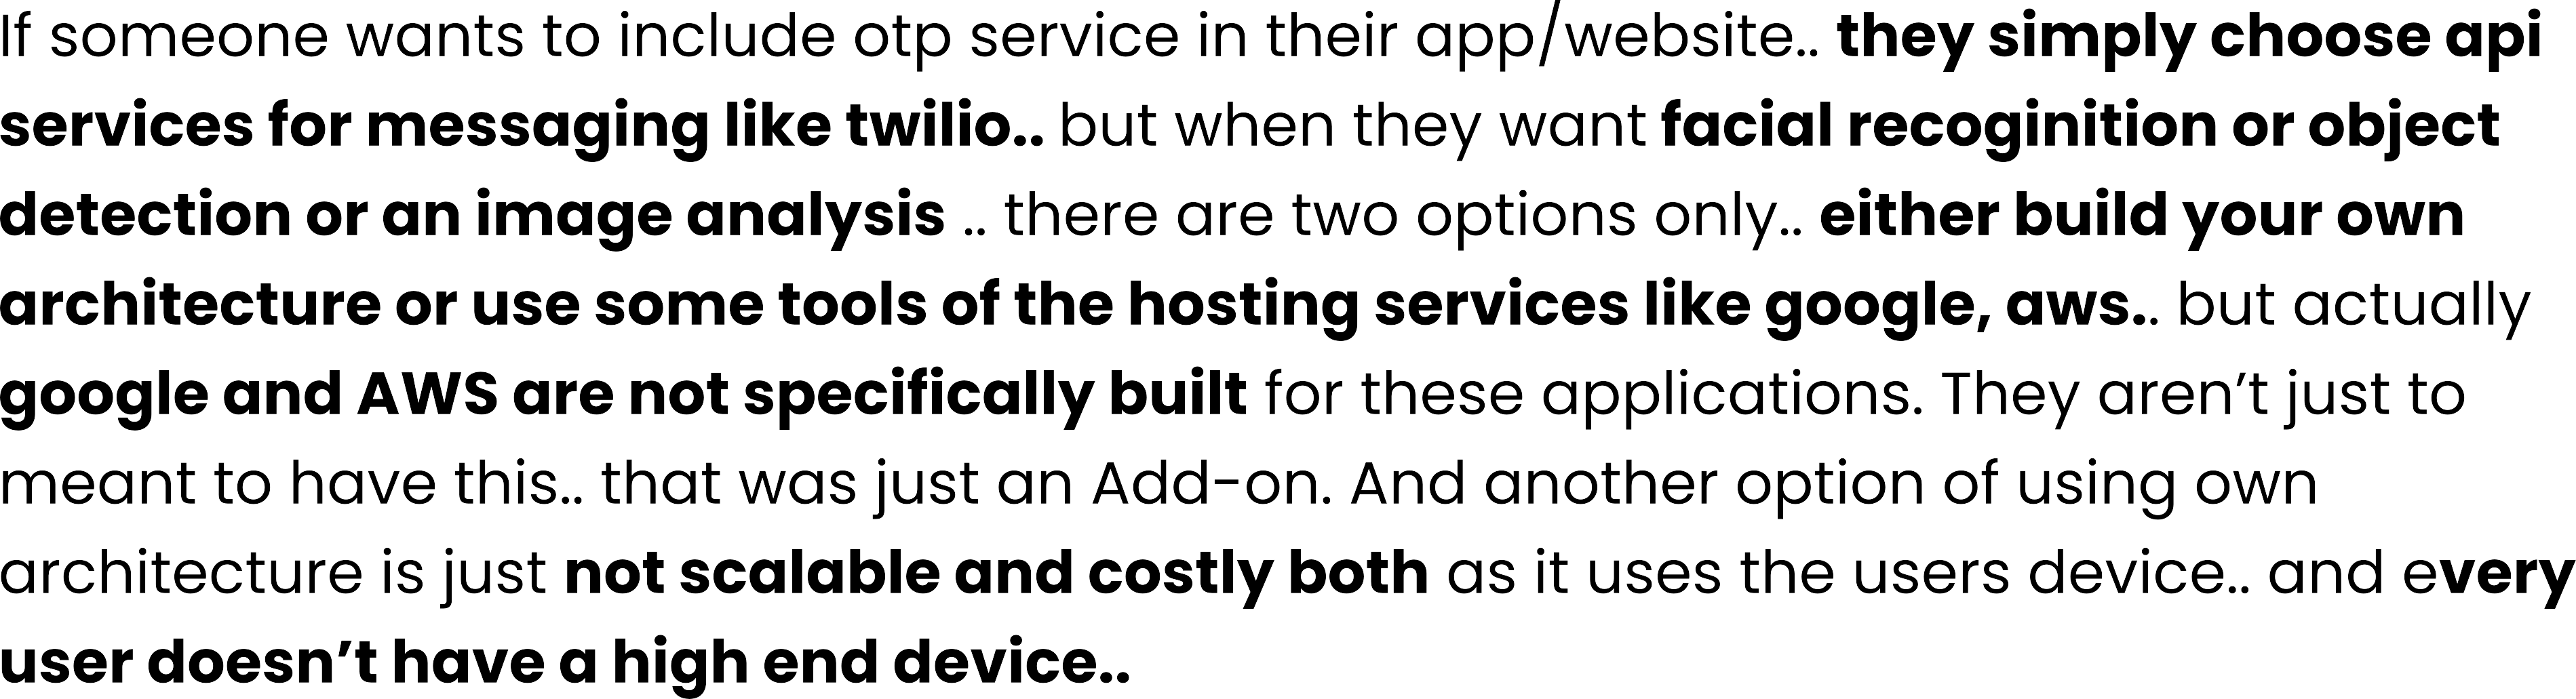 If someone wants to include otp service in their app/website.. they simply choose api
services for messaging like twilio.. but when they want facial recoginition or object
detection or an image analysis .. there are two options only.. either build your own
architecture or use some tools of the hosting services like google, aws.. but actually
google and AWS are not specifically built for these applications. They aren’t just to
meant to have this.. that was just an Add-on. And another option of using own
architecture is just not scalable and costly both as it uses the users device.. and every
user doesn’t have a high end device..